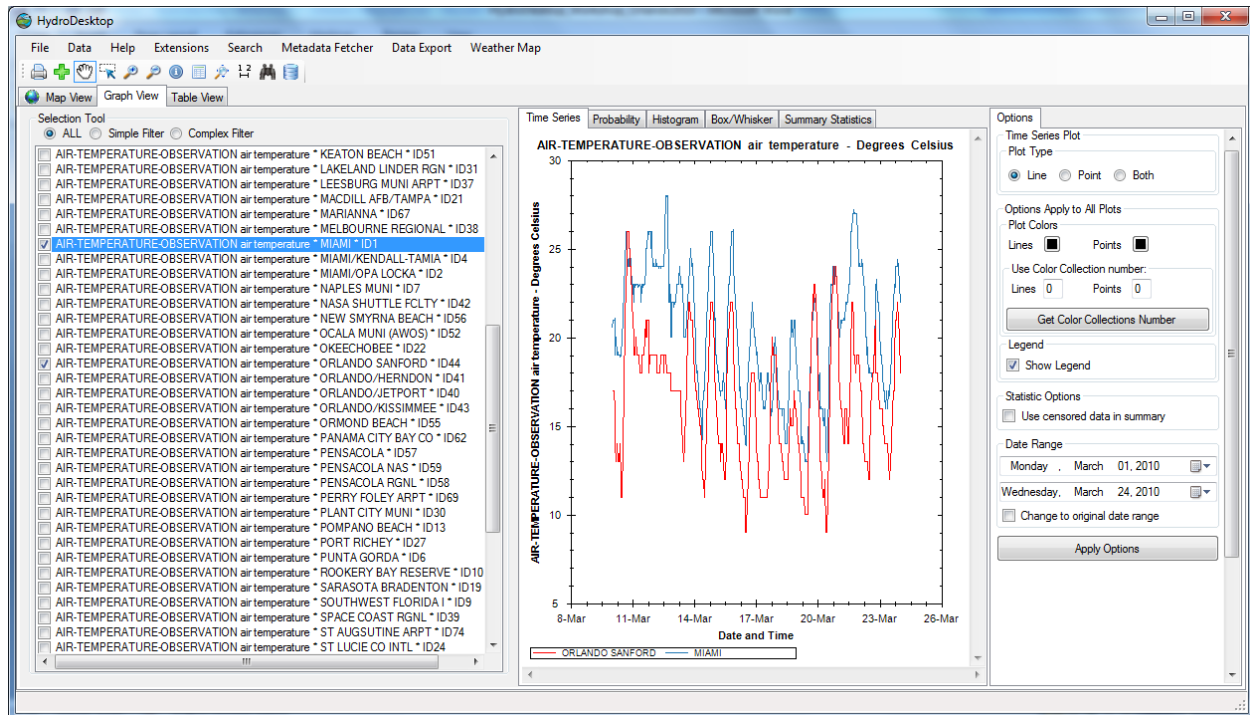 HydroDesktop
File Data Help Extensions Search Metadata Fetcher Data Export Weather Map
1 2
Map View Graph View Table View
Selection Tool
ALL Simple Filter Complex Filter
AIR-TEMPERATURE-OBSERVATION air temperature * KEATON BEACH * ID51
AIR-TEMPERATURE-OBSERVATION air temperature * LAKELAND LINDER RGN * ID31
AIR-TEMPERATURE-OBSERVATION air temperature * LEESBURG MUNI ARPT * ID37
AIR-TEMPERATURE-OBSERVATION air temperature * MACDILL AFB/TAMPA * ID21
AIR-TEMPERATURE-OBSERVATION air temperature * MARIANNA * ID67
AIR-TEMPERATURE-OBSERVATION air temperature * MELBOURNE REGIONAL * ID38
AIR-TEMPERATURE-OBSERVATION air temperature * MIAMI * ID1
AIR-TEMPERATURE-OBSERVATION air temperature * MIAMI/KENDALL-TAMIA * ID4
AIR-TEMPERATURE-OBSERVATION air temperature * MIAMI/OPA LOCKA * ID2
AIR-TEMPERATURE-OBSERVATION air temperature * NAPLES MUNI * ID7
AIR-TEMPERATURE-OBSERVATION air temperature * NASA SHUTTLE FCLTY * ID42
AIR-TEMPERATURE-OBSERVATION air temperature * NEW SMYRNA BEACH * ID56
AIR-TEMPERATURE-OBSERVATION air temperature * OCALA MUNI (AWOS) * ID52
AIR-TEMPERATURE-OBSERVATION air temperature * OKEECHOBEE * ID22
AIR-TEMPERATURE-OBSERVATION air temperature * ORLANDO SANFORD * ID44
AIR-TEMPERATURE-OBSERVATION air temperature * ORLANDO/HERNDON * ID41
AIR-TEMPERATURE-OBSERVATION air temperature * ORLANDO/JETPORT * ID40
AIR-TEMPERATURE-OBSERVATION air temperature * ORLANDO/KISSIMMEE * ID43
AIR-TEMPERATURE-OBSERVATION air temperature * ORMOND BEACH * ID55
AIR-TEMPERATURE-OBSERVATION air temperature * PANAMA CITY BAY CO * ID62
AIR-TEMPERATURE-OBSERVATION air temperature * PENSACOLA * ID57
AIR-TEMPERATURE-OBSERVATION air temperature * PENSACOLA NAS * ID59
AIR-TEMPERATURE-OBSERVATION air temperature * PENSACOLA RGNL * ID58
AIR-TEMPERATURE-OBSERVATION air temperature * PERRY FOLEY ARPT * ID69
AIR-TEMPERATURE-OBSERVATION air temperature * PLANT CITY MUNI * ID30
AIR-TEMPERATURE-OBSERVATION air temperature * POMPANO BEACH * ID13
AIR-TEMPERATURE-OBSERVATION air temperature * PORT RICHEY * ID27
AIR-TEMPERATURE-OBSERVATION air temperature * PUNTA GORDA * ID6
AIR-TEMPERATURE-OBSERVATION air temperature * ROOKERY BAY RESERVE * ID10
AIR-TEMPERATURE-OBSERVATION air temperature * SARASOTA BRADENTON * ID19
AIR-TEMPERATURE-OBSERVATION air temperature * SOUTHWEST FLORIDA I * ID9
AIR-TEMPERATURE-OBSERVATION air temperature * SPACE COAST RGNL * ID39
AIR-TEMPERATURE-OBSERVATION air temperature * ST AUGSUTINE ARPT * ID74
AIR-TEMPERATURE-OBSERVATION air temperature * ST LUCIE CO INTL * ID24
Time Series Probability Histogram Box/Whisker Summary Statistics
AIR-TEMPERATURE-OBSERVATION air temperature - Degrees Celsius
AIR-TEMPERATURE-OBSERVATION air temperature - Degrees Celsius
30
25
20
15
10
5
8-Mar 11-Mar 14-Mar 17-Mar 20-Mar 23-Mar 26-Mar
Date and Time
ORLANDO SANFORD MIAMI
Options
Time Series Plot
Plot Type
Line Point Both
Options Apply to All Plots
Plot Colors
Lines Points
Use Color Collection number:
Lines 0 Points 0
Get Color Collections Number
Legend
Show Legend
Statistic Options
Use censored data in summary
Date Range
Monday , March 01, 2010
Wednesday, March 24, 2010
Change to original date range
Apply Options